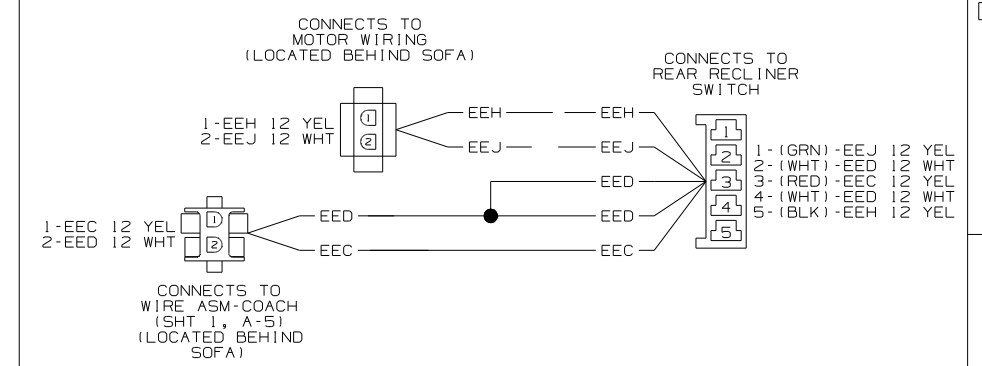 CONNECTS TO
MOTOR WIRING
(LOCATED BEHIND SOFA)
1-EEH 12 YEL
2-EEJ 12 WHT
1
2
EEH
EEH
EEJ
EEJ
EED
EED
EED
EEC
EEC
CONNECTS TO
REAR RECLINER
SWITCH
1
2
3
4
5
1-(GRN)-EEJ 12 YEL
2-(WHT)-EED 12 WHT
3-(RED)-EEC 12 YEL
4-(WHT)-EED 12 WHT
5-(BLK)-EEH 12 YEL
1-EEC 12 YEL
2-EED 12 WHT
1
2
CONNECTS TO
WIRE ASM-COACH
(SHT 1, A-5)
(LOCATED BEHIND
SOFA)